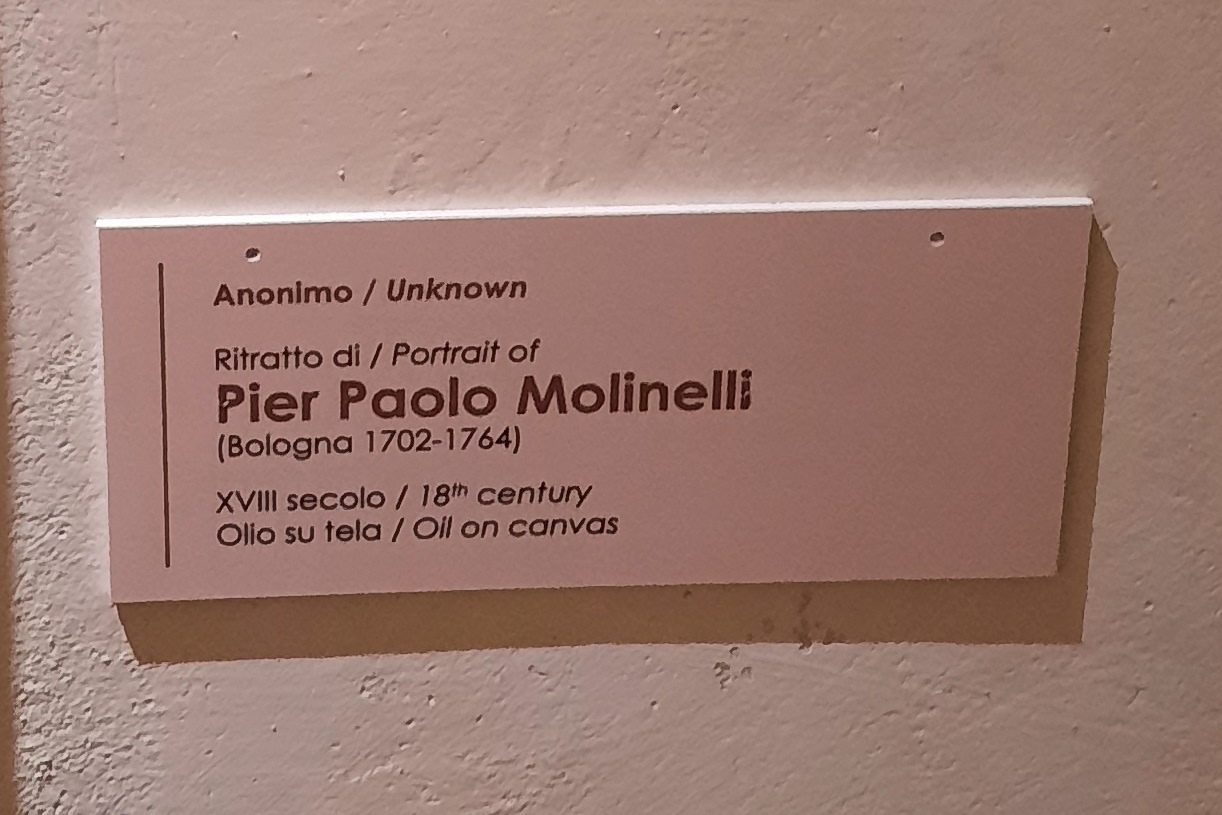 Anonimo / Unknown
Ritratto di / Portrait of
Pier Paolo Molinelli
(Bologna 1702-1764)
XVIII secolo / 18th century
Olio su tela / Oil on canvas